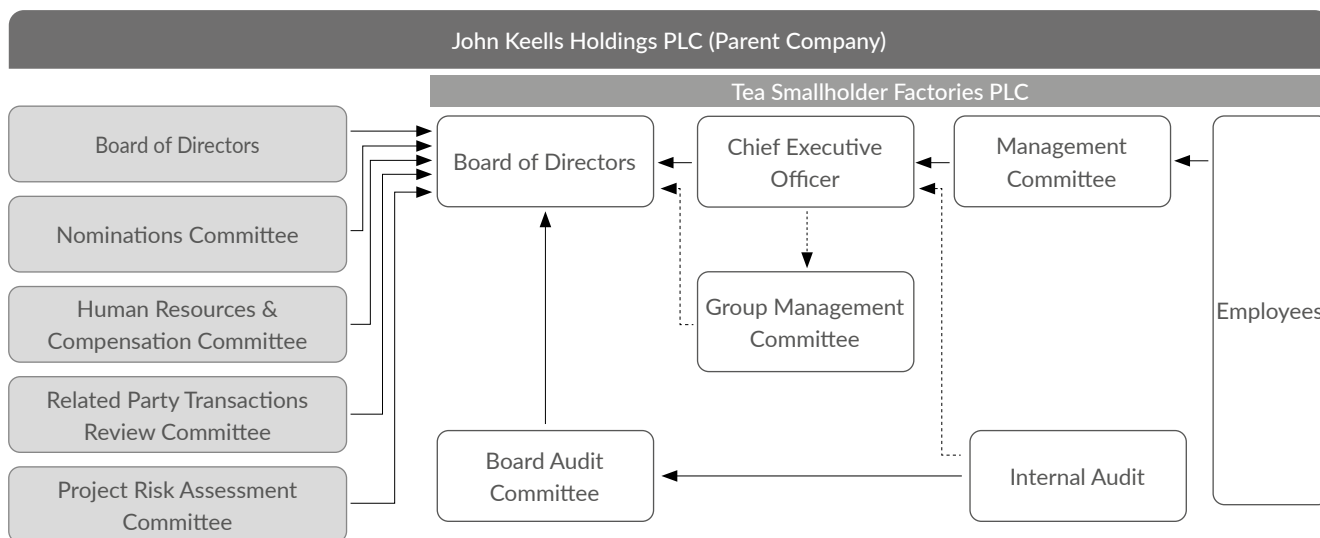 John Keells Holdings PLC (Parent Company)
Tea Smallholder Factories PLC
Board of Directors
Nominations Committee
Human Resources &
Compensation Committee
Related Party Transactions
Review Committee
Project Risk Assessment
Committee
Board of Directors
Chief Executive
Officer
Management
Committee
Group Management
Committee
Employees
Board Audit
Committee
Internal Audit